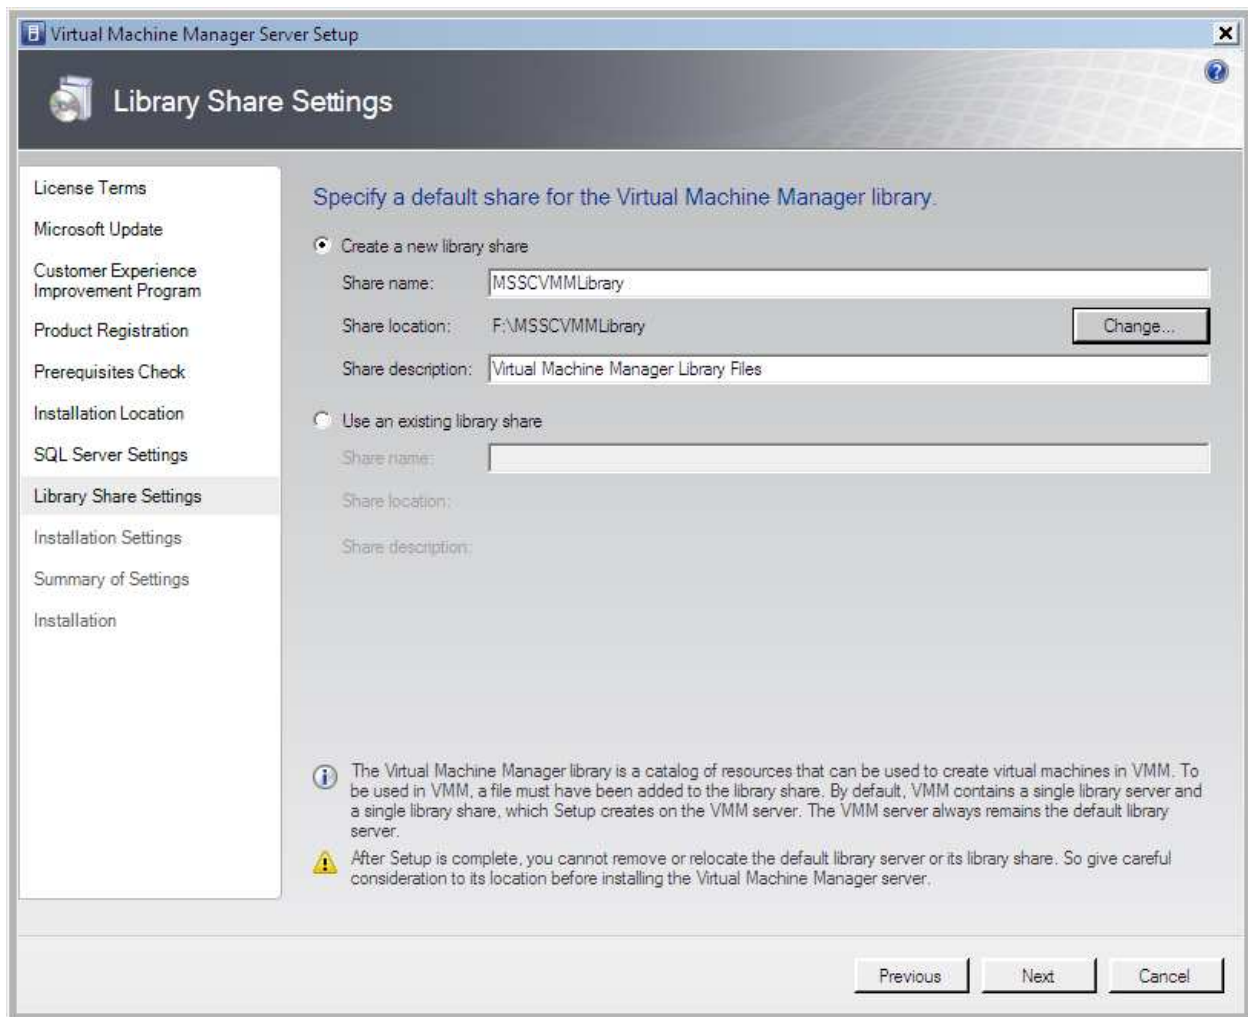 Virtual Machine Manager Server Setup
Library Share Settings
License Terms
Microsoft Update
Customer Experience
Improvement Program
Product Registration
Prerequisites Check
Installation Location
SQL Server Settings
Library Share Settings
Installation Settings
Summary of Settings
Installation
Specify a default share for the Virtual Machine Manager library.
Create a new library share
Share name: MSSCVMMLibrary
Share location: F:\MSSCVMMLibrary Change...
Share description: Virtual Machine Manager Library Files
Use an existing library share
Share name:
Share location:
Share description:
The Virtual Machine Manager library is a catalog of resources that can be used to create virtual machines in VMM. To
be used in VMM, a file must have been added to the library share. By default, VMM contains a single library server and
a single library share, which Setup creates on the VMM server. The VMM server always remains the default library
server.
After Setup is complete, you cannot remove or relocate the default library server or its library share. So give careful
consideration to its location before installing the Virtual Machine Manager server.
Previous Next Cancel